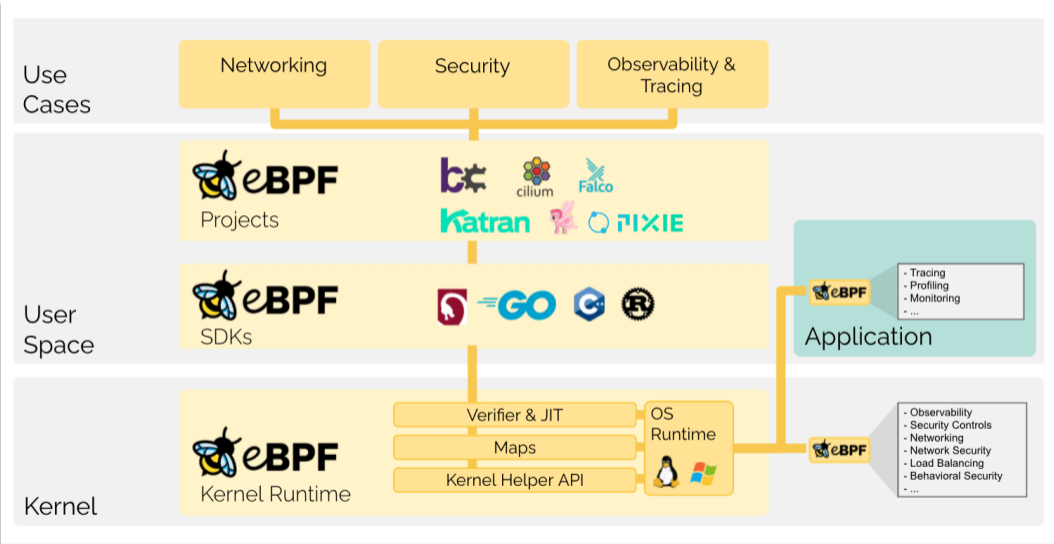 Use
Cases
Networking
Security
Observability &
Tracing
eBPF
Projects
bcc
cilium
Falco
Katran
PIXIE
User
Space
eBPF
SDKs
GO
C++
R
eBPF
- Tracing
- Profiling
- Monitoring
- ...
Application
Kernel
eBPF
Kernel Runtime
Verifier & JIT
Maps
Kernel Helper API
OS
Runtime
eBPF
- Observability
- Security Controls
- Networking
- Network Security
- Load Balancing
- Behavioral Security
- ...